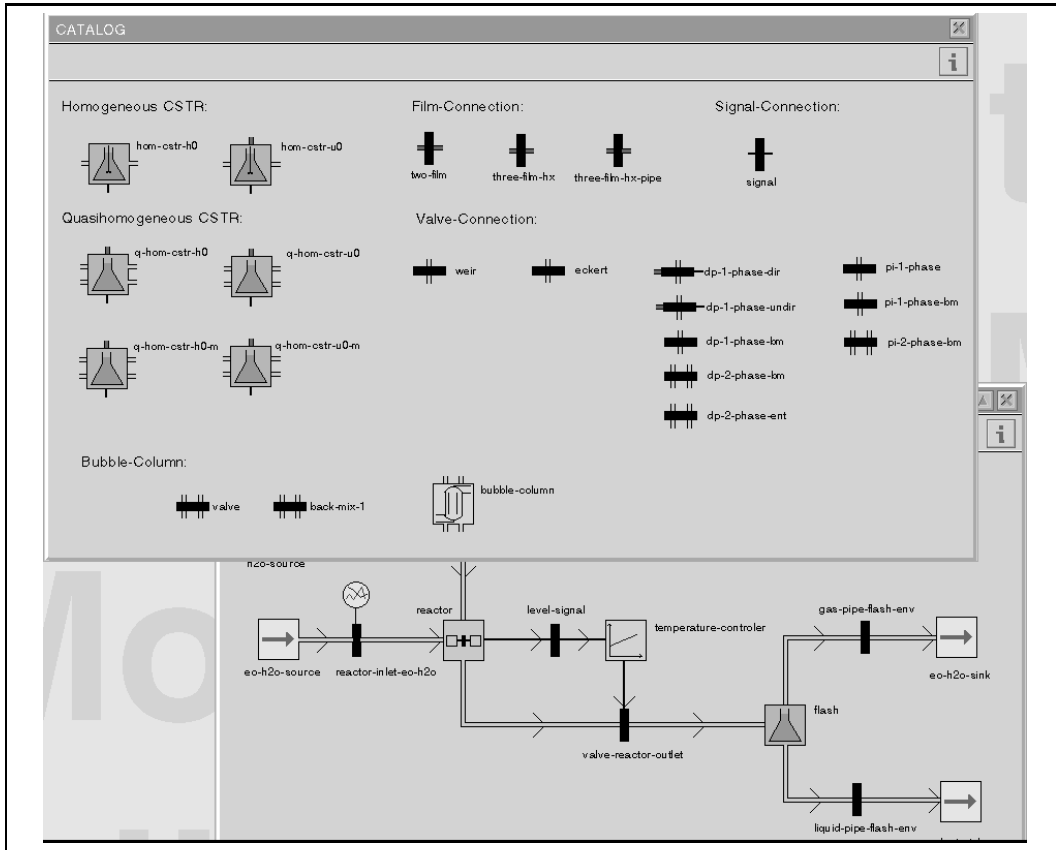 CATALOG
i
Homogeneous CSTR:
Film-Connection:
Signal-Connection:
hom-cstr-h0
hom-cstr-u0
two-film
three-film-hx
three-film-hx-pipe
signal
Quasihomogeneous CSTR:
Valve-Connection:
q-hom-cstr-h0
q-hom-cstr-u0
weir
eckert
dp-1-phase-dir
pi-1-phase
dp-1-phase-undir
pi-1-phase-bm
q-hom-cstr-h0-m
q-hom-cstr-u0-m
dp-1-phase-bm
pi-2-phase-bm
dp-2-phase-bm
dp-2-phase-ent
i
Bubble-Column:
valve
back-mix-1
bubble-column
h2o-source
Mo
reactor
level-signal
temperature-controler
gas-pipe-flash-env
eo-h2o-source
reactor-inlet-eo-h2o
eo-h2o-sink
flash
valve-reactor-outlet
liquid-pipe-flash-env